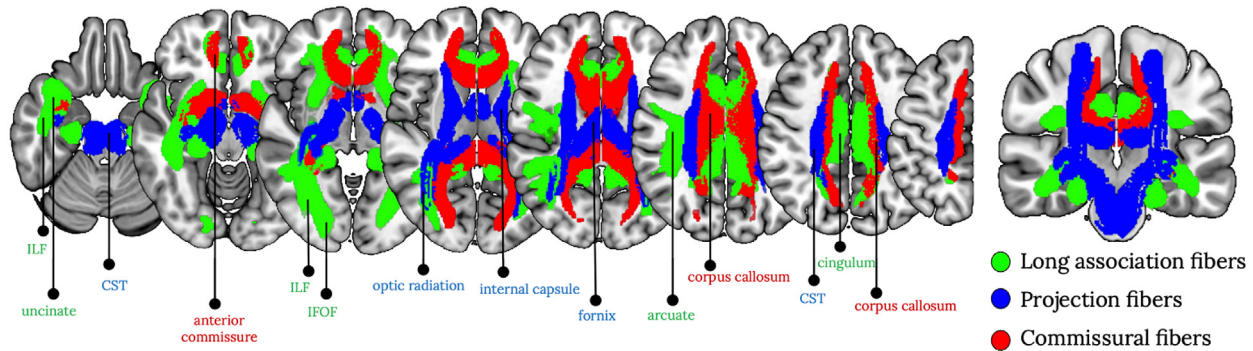 ILF
uncinate
CST
anterior
commissure
ILF
IFOF
optic radiation
internal capsule
fornix
arcuate
corpus callosum
CST
cingulum
corpus callosum
Long association fibers
Projection fibers
Commissural fibers